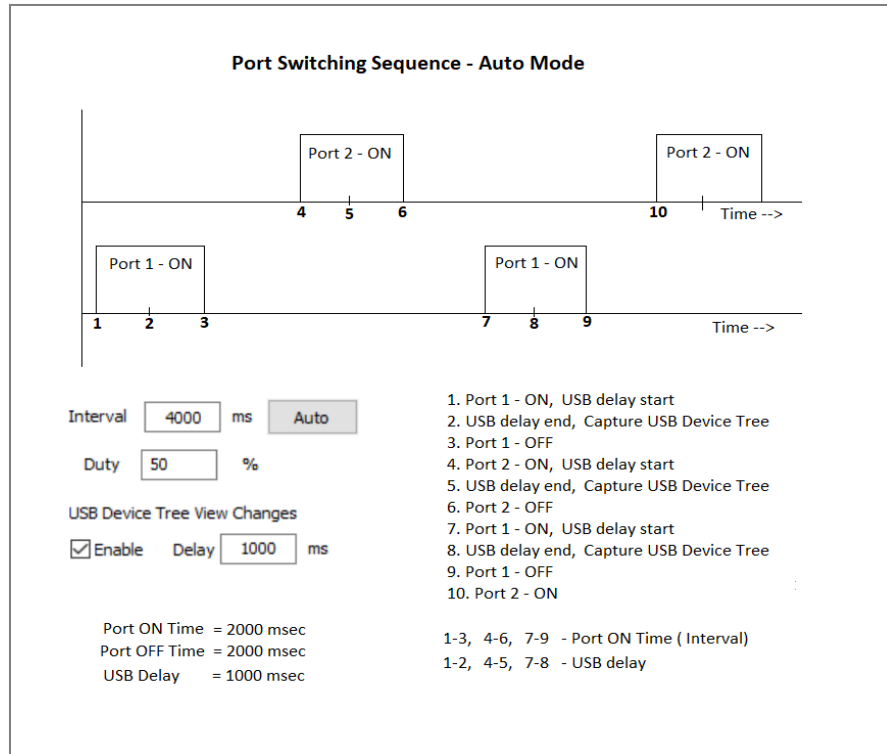 Port Switching Sequence - Auto Mode
Port 2 - ON
Port 2 - ON
4 5 6 10 Time -->
Port 1 - ON
Port 1 - ON
1 2 3 7 8 9 Time -->
Interval 4000 ms Auto
Duty 50 %
USB Device Tree View Changes
Enable Delay 1000 ms
Port ON Time = 2000 msec
Port OFF Time = 2000 msec
USB Delay = 1000 msec
1. Port 1 - ON, USB delay start
2. USB delay end, Capture USB Device Tree
3. Port 1 - OFF
4. Port 2 - ON, USB delay start
5. USB delay end, Capture USB Device Tree
6. Port 2 - OFF
7. Port 1 - ON, USB delay start
8. USB delay end, Capture USB Device Tree
9. Port 1 - OFF
10. Port 2 - ON
1-3, 4-6, 7-9 - Port ON Time ( Interval)
1-2, 4-5, 7-8 - USB delay